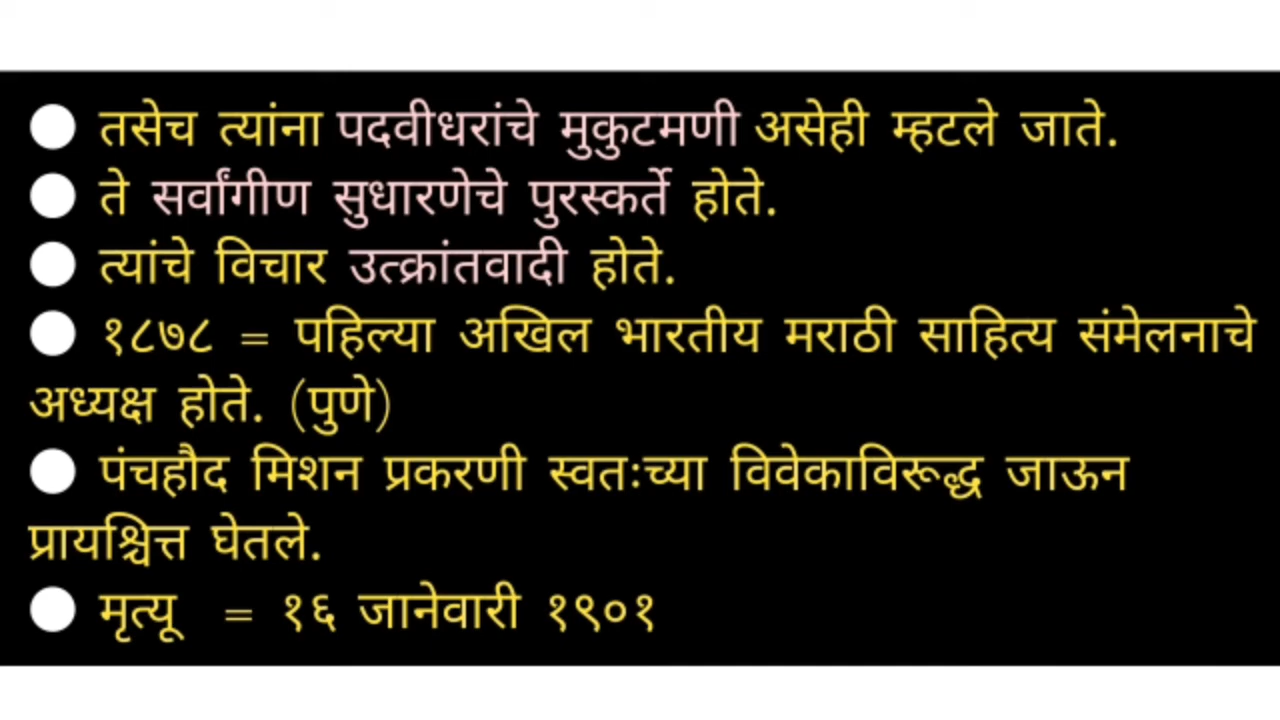 ● तसेच त्यांना पदवीधरांचे मुकुटमणी असेही म्हटले जाते.
● ते सर्वांगीण सुधारणेचे पुरस्कर्ते होते.
● त्यांचे विचार उत्क्रांतवादी होते.
● १८७८ = पहिल्या अखिल भारतीय मराठी साहित्य संमेलनाचे
अध्यक्ष होते. (पुणे)
● पंचहौद मिशन प्रकरणी स्वतःच्या विवेकाविरूद्ध जाऊन
प्रायश्चित्त घेतले.
● मृत्यू = १६ जानेवारी १९०१